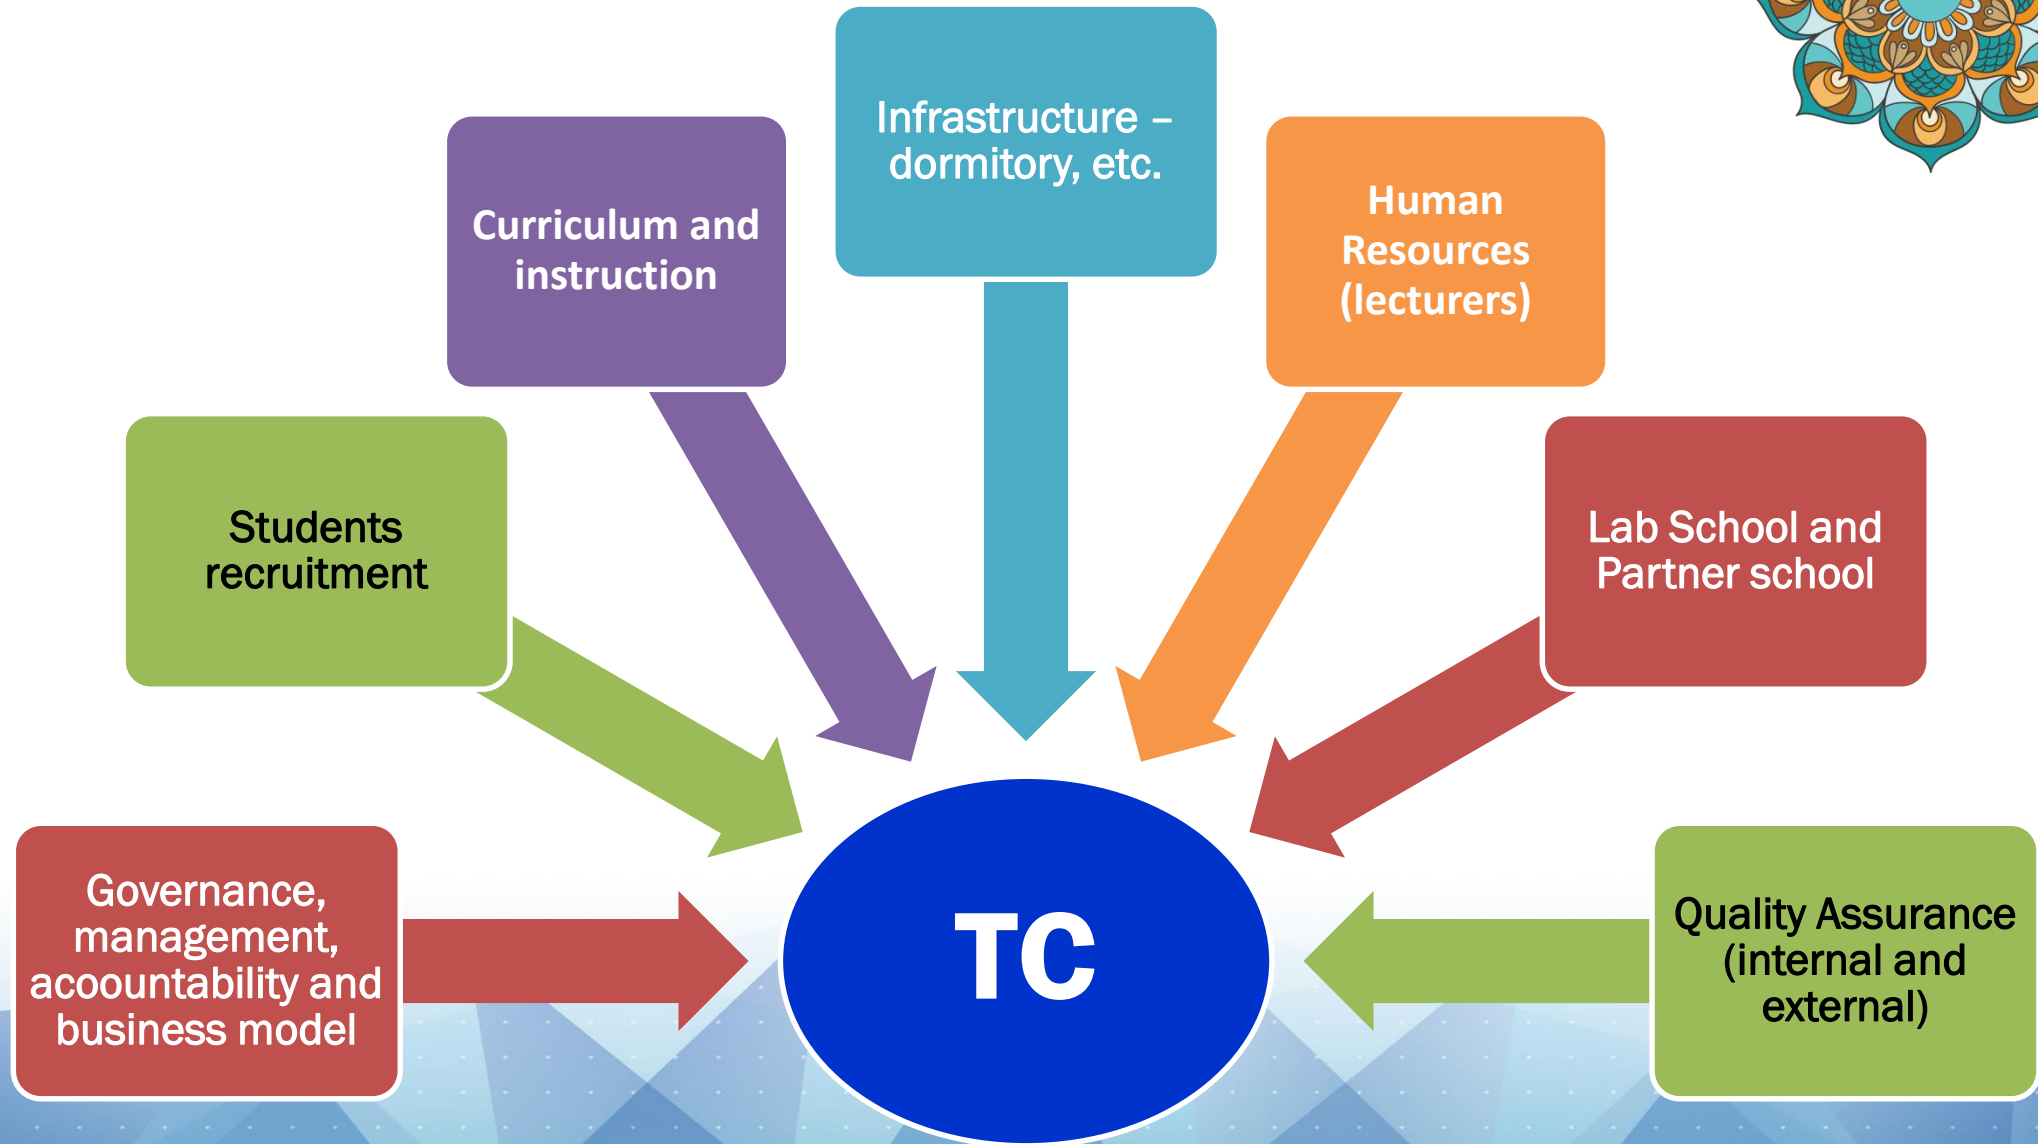 Infrastructure –
dormitory, etc.
Curriculum and
instruction
Human
Resources
(lecturers)
Students
recruitment
Lab School and
Partner school
Governance,
management,
acoountability and
business model
TC
Quality Assurance
(internal and
external)